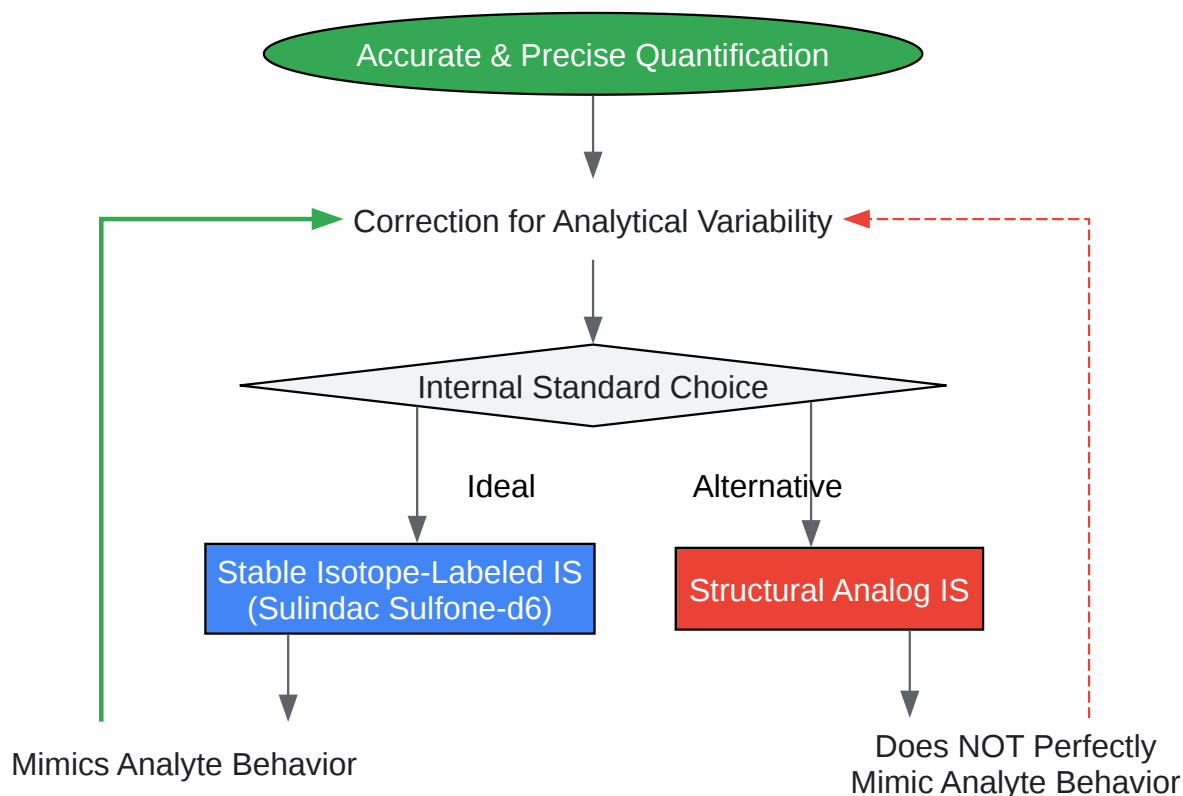 Accurate & Precise Quantification
Correction for Analytical Variability
Internal Standard Choice
Ideal
Alternative
Stable Isotope-Labeled IS
(Sulindac Sulfone-d6)
Structural Analog IS
Mimics Analyte Behavior
Does NOT Perfectly
Mimic Analyte Behavior